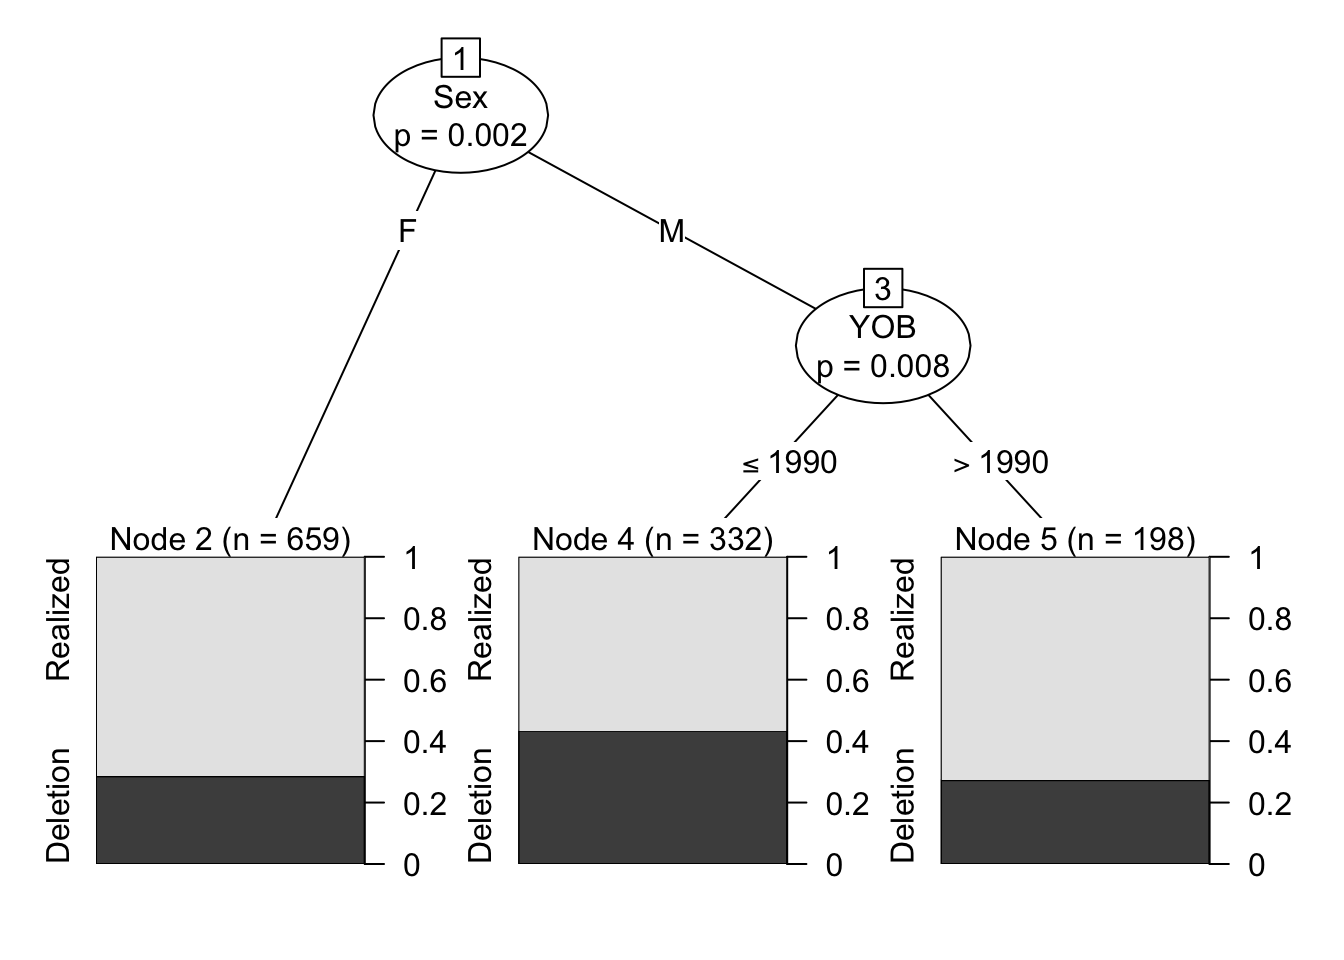 1
Sex
p = 0.002
F
M
3
YOB
p = 0.008
≤ 1990
> 1990
Node 2 (n = 659)
Realized
Deletion
1
0.8
0.6
0.4
0.2
0
Node 4 (n = 332)
Realized
Deletion
1
0.8
0.6
0.4
0.2
0
Node 5 (n = 198)
Realized
Deletion
1
0.8
0.6
0.4
0.2
0